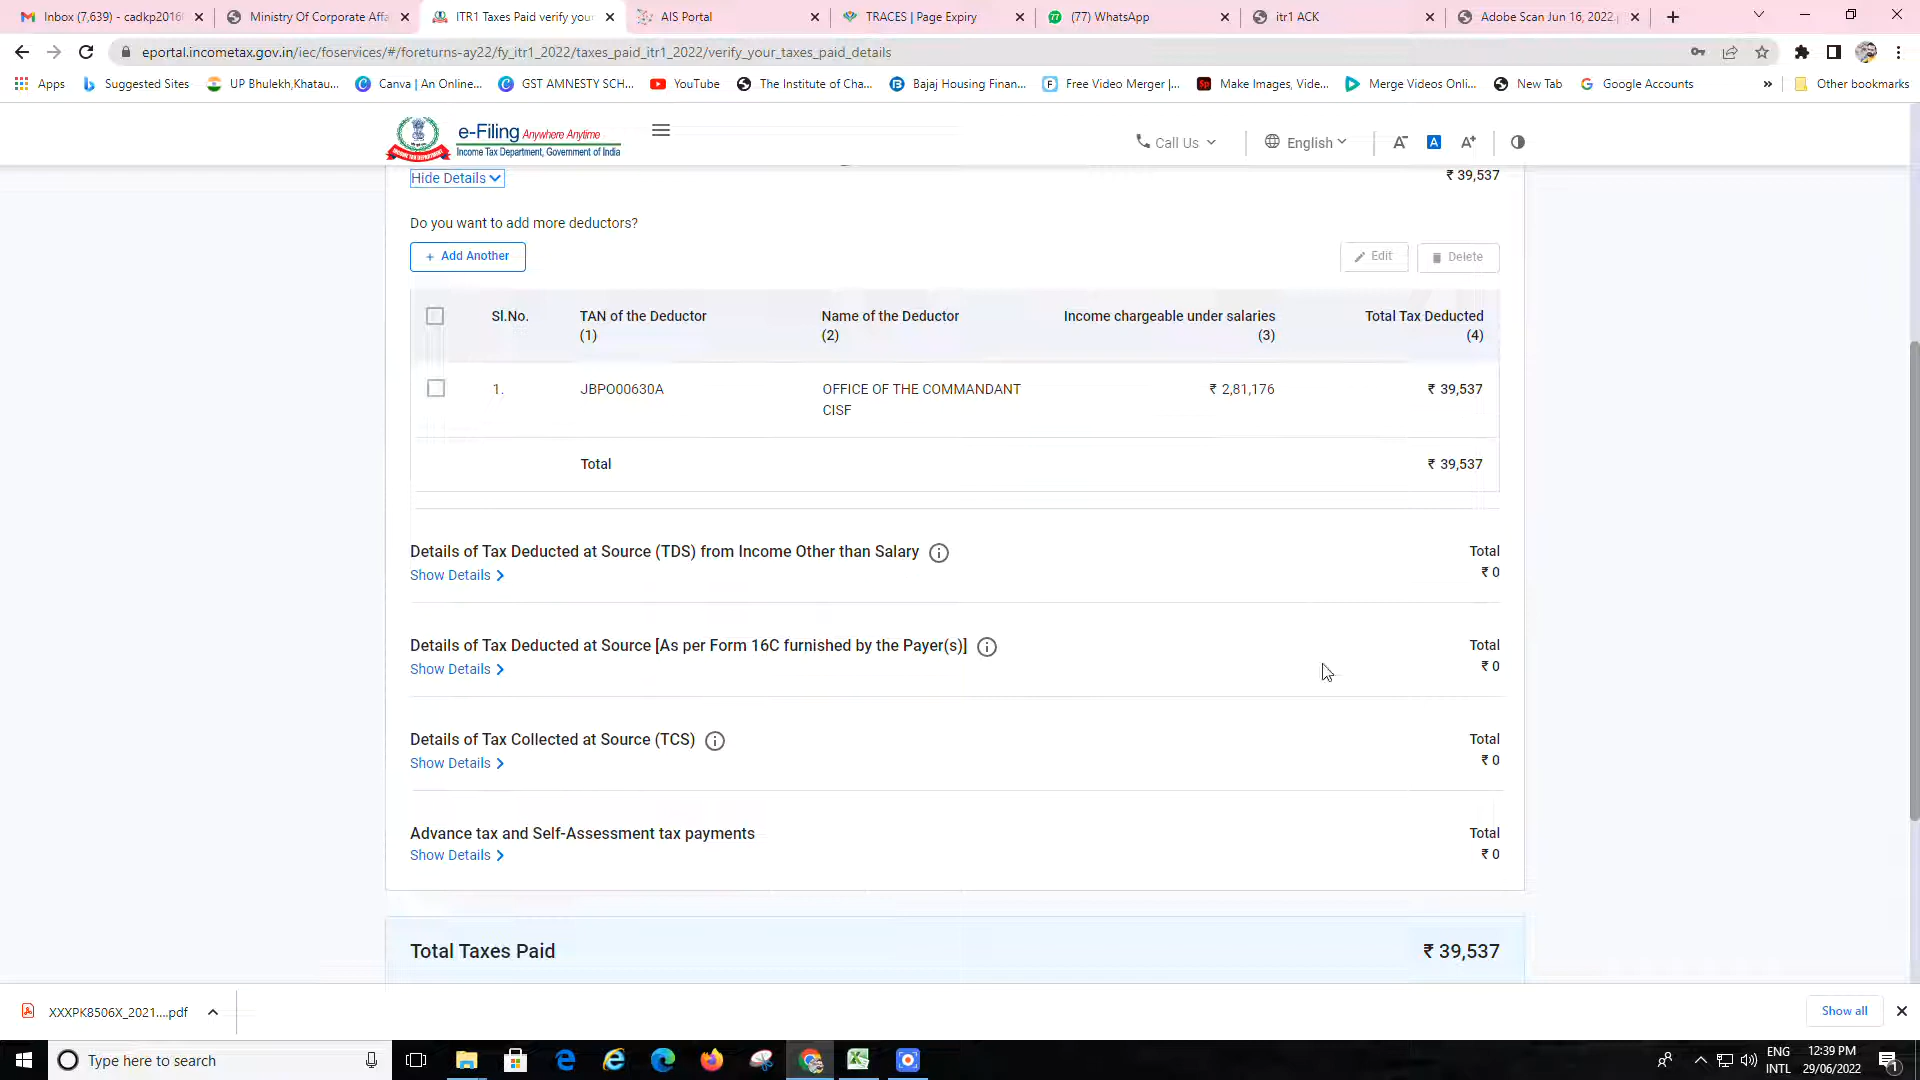 Inbox (7,639) - cadkp2016
Ministry Of Corporate Affa
ITR1 Taxes Paid verify your
AIS Portal
TRACES | Page Expiry
(77) WhatsApp
itr1 ACK
Adobe Scan Jun 16, 2022.p
eportal.incometax.gov.in/iec/foservices/#/foreturns-ay22/fy_itr1_2022/taxes_paid_itr1_2022/verify_your_taxes_paid_details
Apps
Suggested Sites
UP Bhulekh,Khatau...
Canva | An Online...
GST AMNESTY SCH...
YouTube
The Institute of Cha...
Bajaj Housing Finan...
Free Video Merger |...
Make Images, Vide...
Merge Videos Onli...
New Tab
Google Accounts
»
Other bookmarks
e-Filing Anywhere Anytime
Income Tax Department, Government of India
Call Us
English
A-
A
A+
Hide Details
₹ 39,537
Do you want to add more deductors?
+ Add Another
Edit
Delete
Sl.No.
TAN of the Deductor
(1)
Name of the Deductor
(2)
Income chargeable under salaries
(3)
Total Tax Deducted
(4)
1.
JBPO00630A
OFFICE OF THE COMMANDANT
CISF
₹ 2,81,176
₹ 39,537
Total
₹ 39,537
Details of Tax Deducted at Source (TDS) from Income Other than Salary
Total
Show Details
₹ 0
Details of Tax Deducted at Source [As per Form 16C furnished by the Payer(s)]
Total
Show Details
₹ 0
Details of Tax Collected at Source (TCS)
Total
Show Details
₹ 0
Advance tax and Self-Assessment tax payments
Total
Show Details
₹ 0
Total Taxes Paid
₹ 39,537
XXXPK8506X_2021....pdf
Show all
Type here to search
ENG
INTL
12:39 PM
29/06/2022
1